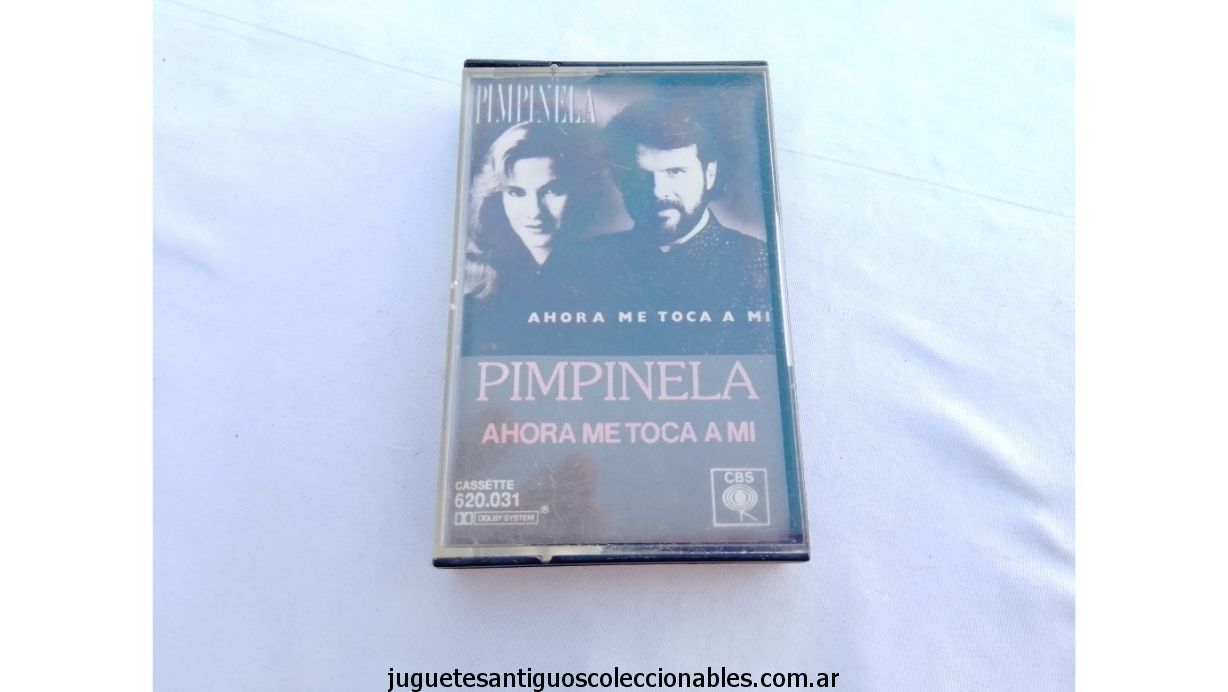 PIMPINELA
AHORA ME TOCA A MI
PIMPINELA
AHORA ME TOCA A MI
CASSETTE
620.031
DOLBY SYSTEM ®
CBS
juguetesantiguoscoleccionables.com.ar